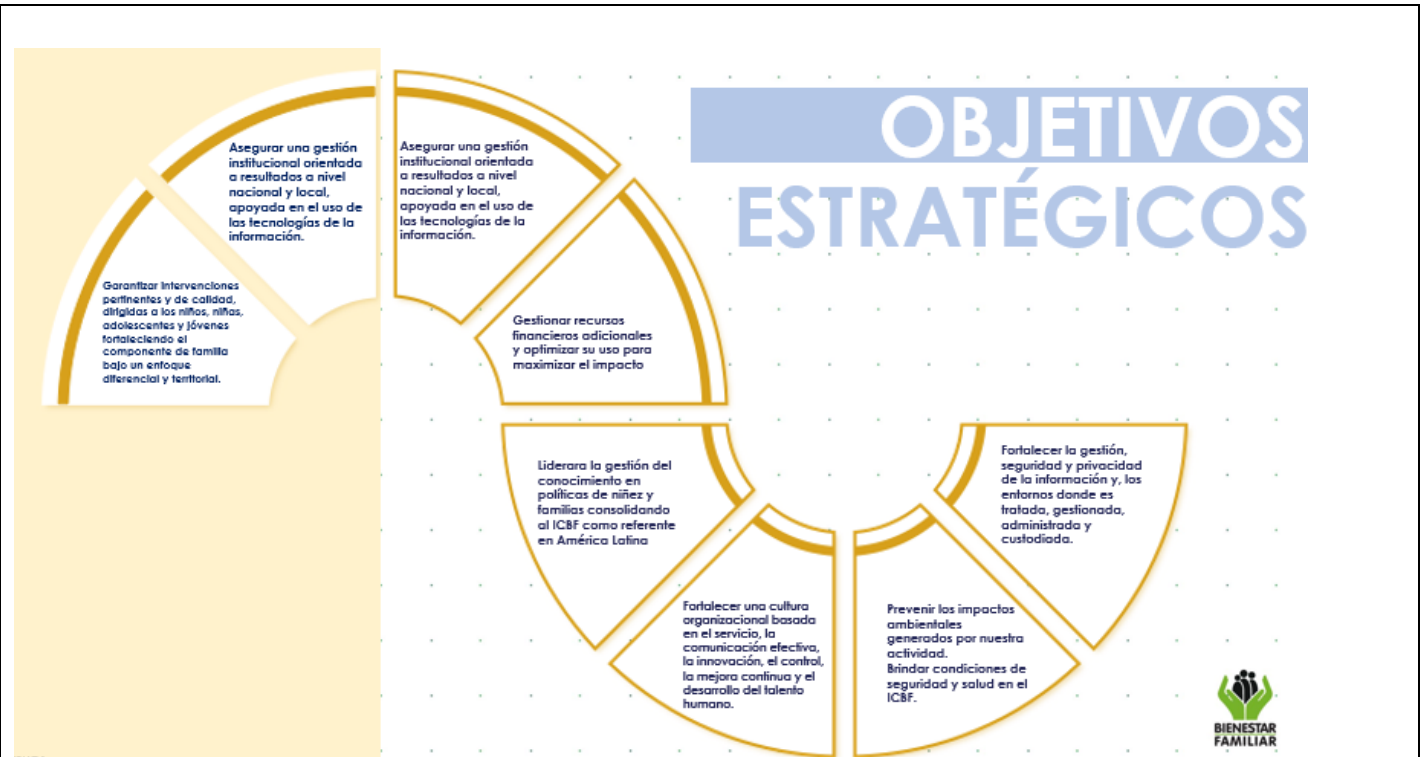 OBJETIVOS
ESTRATÉGICOS
Garantizar intervenciones
pertinentes y de calidad,
dirigidas a los niños, niñas,
adolescentes y jóvenes
fortaleciendo el
componente de familia
bajo un enfoque
diferencial y territorial.
Asegurar una gestión
institucional orientada
a resultados a nivel
nacional y local,
apoyada en el uso de
las tecnologías de la
información.
Asegurar una gestión
institucional orientada
a resultados a nivel
nacional y local,
apoyada en el uso de
las tecnologías de la
información.
Gestionar recursos
financieros adicionales
y optimizar su uso para
maximizar el impacto
Liderara la gestión del
conocimiento en
políticas de niñez y
familias consolidando
al ICBF como referente
en América Latina
Fortalecer una cultura
organizacional basada
en el servicio, la
comunicación efectiva,
la innovación, el control,
la mejora continua y el
desarrollo del talento
humano.
Prevenir los impactos
ambientales
generados por nuestra
actividad.
Brindar condiciones de
seguridad y salud en el
ICBF.
Fortalecer la gestión,
seguridad y privacidad
de la información y, los
entornos donde es
tratada, gestionada,
administrada y
custodiada.
BIENESTAR
FAMILIAR